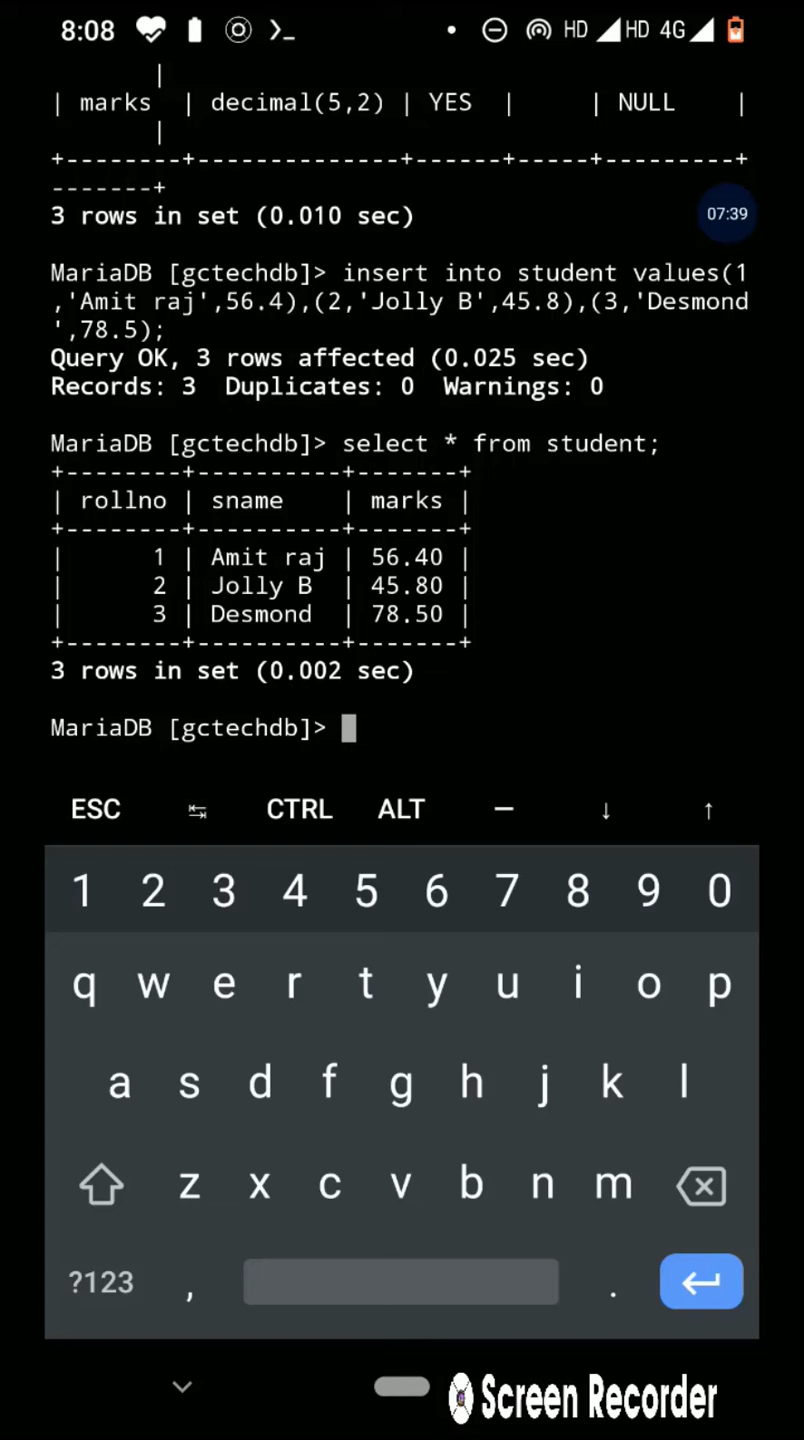 8:08 HD HD 4G
|
| marks | decimal(5,2) | YES | | NULL |
|
+--------+--------------+------+-----+---------+
-------+
3 rows in set (0.010 sec)
07:39
MariaDB [gctechdb]> insert into student values(1
,'Amit raj',56.4),(2,'Jolly B',45.8),(3,'Desmond
',78.5);
Query OK, 3 rows affected (0.025 sec)
Records: 3 Duplicates: 0 Warnings: 0
MariaDB [gctechdb]> select * from student;
+--------+----------+-------+
| rollno | sname | marks |
+--------+----------+-------+
| 1 | Amit raj | 56.40 |
| 2 | Jolly B | 45.80 |
| 3 | Desmond | 78.50 |
+--------+----------+-------+
3 rows in set (0.002 sec)
MariaDB [gctechdb]>
ESC ↹ CTRL ALT — ↓ ↑
1 2 3 4 5 6 7 8 9 0
q w e r t y u i o p
a s d f g h j k l
z x c v b n m
?123 , .
Screen Recorder